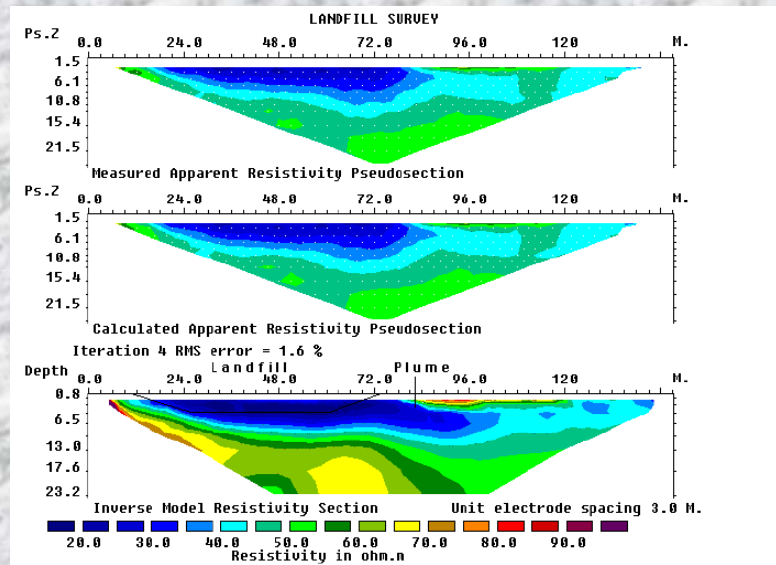 LANDFILL SURVEY
Ps.Z
0.0 24.0 48.0 72.0 96.0 120 M.
1.5
6.1
10.8
15.4
21.5
Measured Apparent Resistivity Pseudosection
Ps.Z
0.0 24.0 48.0 72.0 96.0 120 M.
1.5
6.1
10.8
15.4
21.5
Calculated Apparent Resistivity Pseudosection
Iteration 4 RMS error = 1.6 %
Landfill Plume
Depth 0.0 24.0 48.0 72.0 96.0 120 M.
0.8
6.5
13.0
17.6
23.2
Inverse Model Resistivity Section Unit electrode spacing 3.0 M.
20.0 30.0 40.0 50.0 60.0 70.0 80.0 90.0
Resistivity in ohm.m